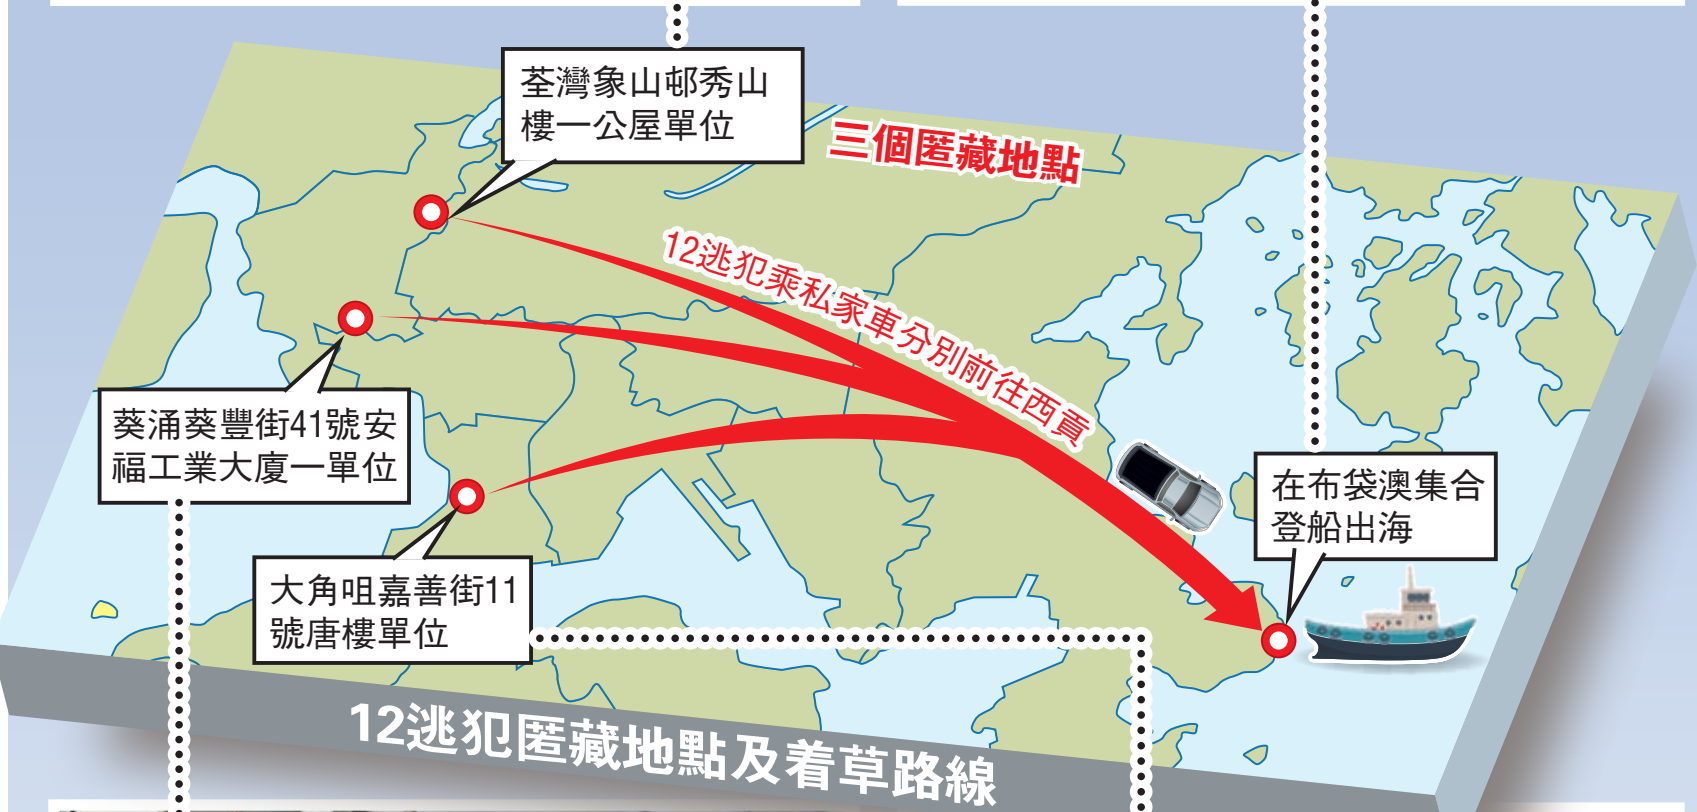 荃灣象山邨秀山
樓一公屋單位
三個匿藏地點
12逃犯乘私家車分別前往西貢
葵涌葵豐街41號安
福工業大廈一單位
在布袋澳集合
登船出海
大角咀嘉善街11
號唐樓單位
12逃犯匿藏地點及着草路線